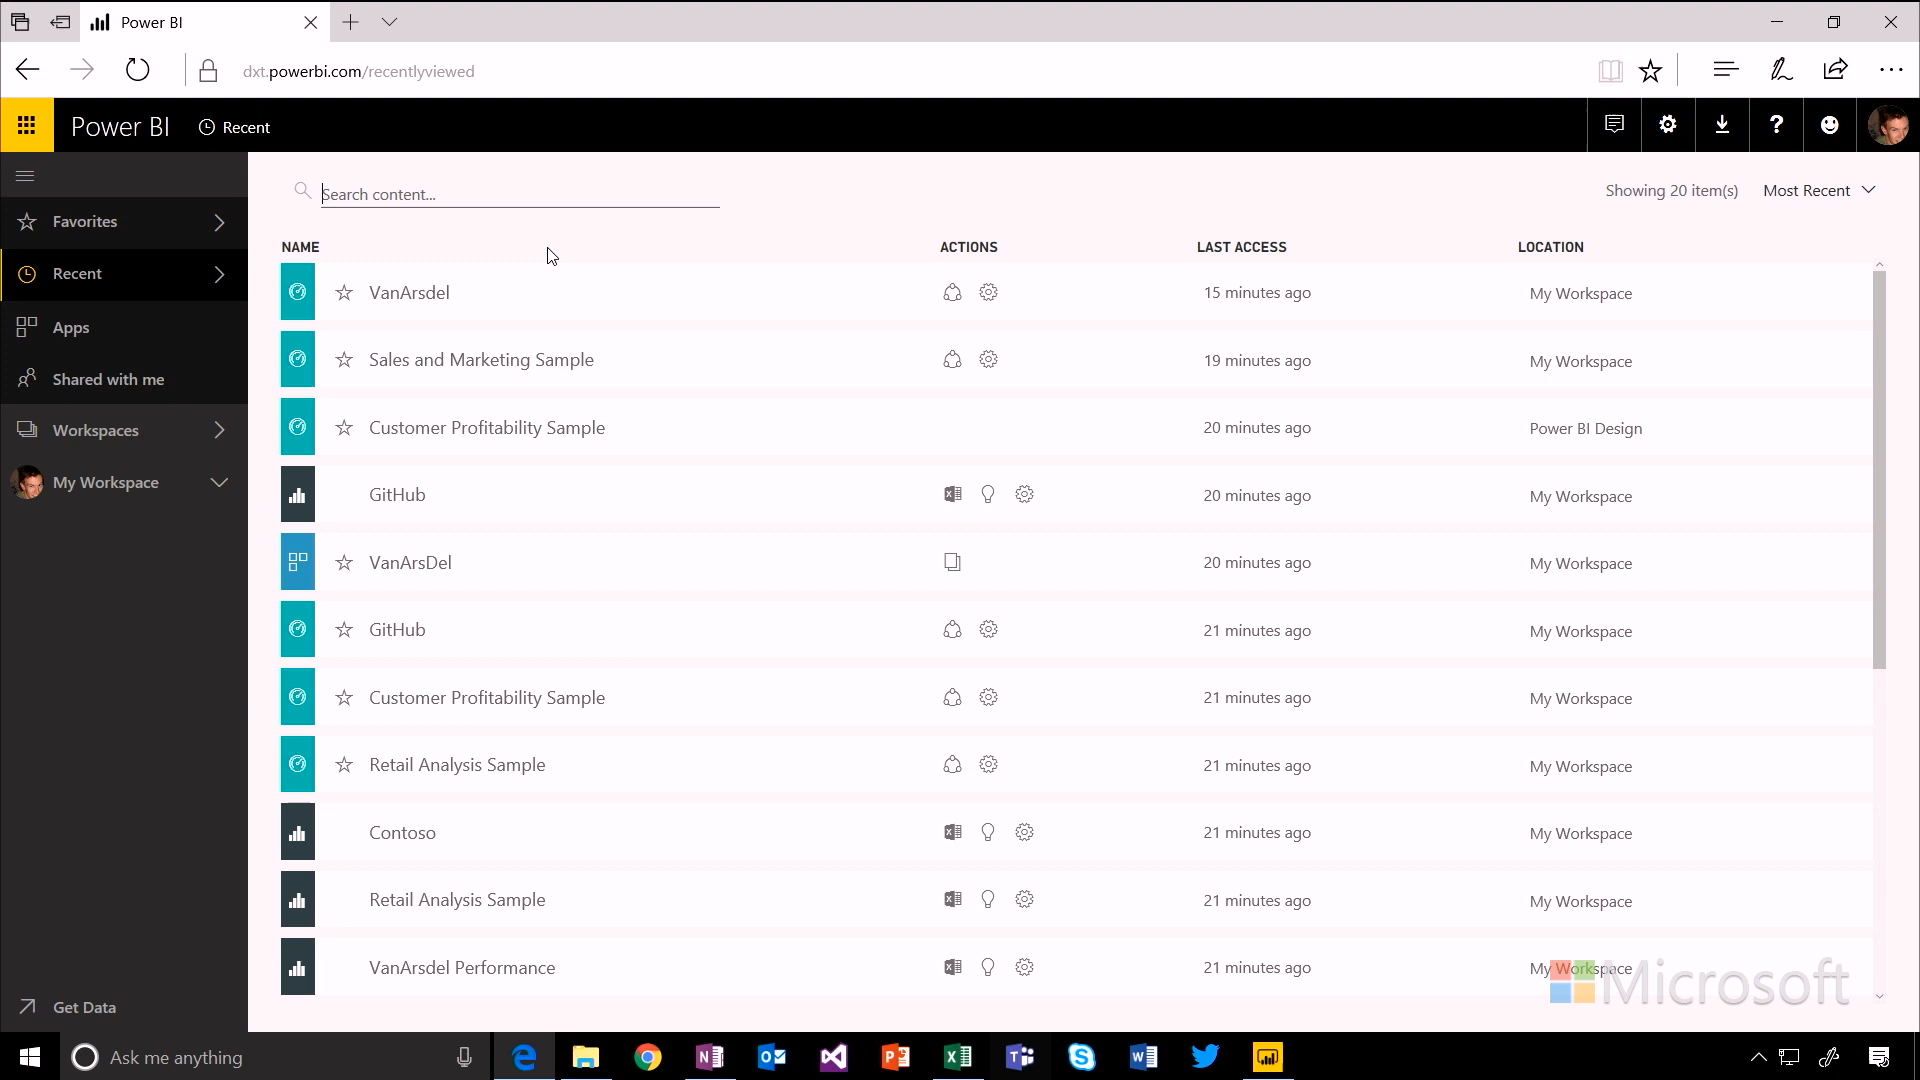 Power BI
dxt.powerbi.com/recentlyviewed
Power BI Recent
Search content...
Showing 20 item(s) Most Recent
Favorites
Recent
Apps
Shared with me
Workspaces
My Workspace
Get Data
NAME ACTIONS LAST ACCESS LOCATION
VanArsdel 15 minutes ago My Workspace
Sales and Marketing Sample 19 minutes ago My Workspace
Customer Profitability Sample 20 minutes ago Power BI Design
GitHub 20 minutes ago My Workspace
VanArsDel 20 minutes ago My Workspace
GitHub 21 minutes ago My Workspace
Customer Profitability Sample 21 minutes ago My Workspace
Retail Analysis Sample 21 minutes ago My Workspace
Contoso 21 minutes ago My Workspace
Retail Analysis Sample 21 minutes ago My Workspace
VanArsdel Performance 21 minutes ago My Workspace
Microsoft
Ask me anything